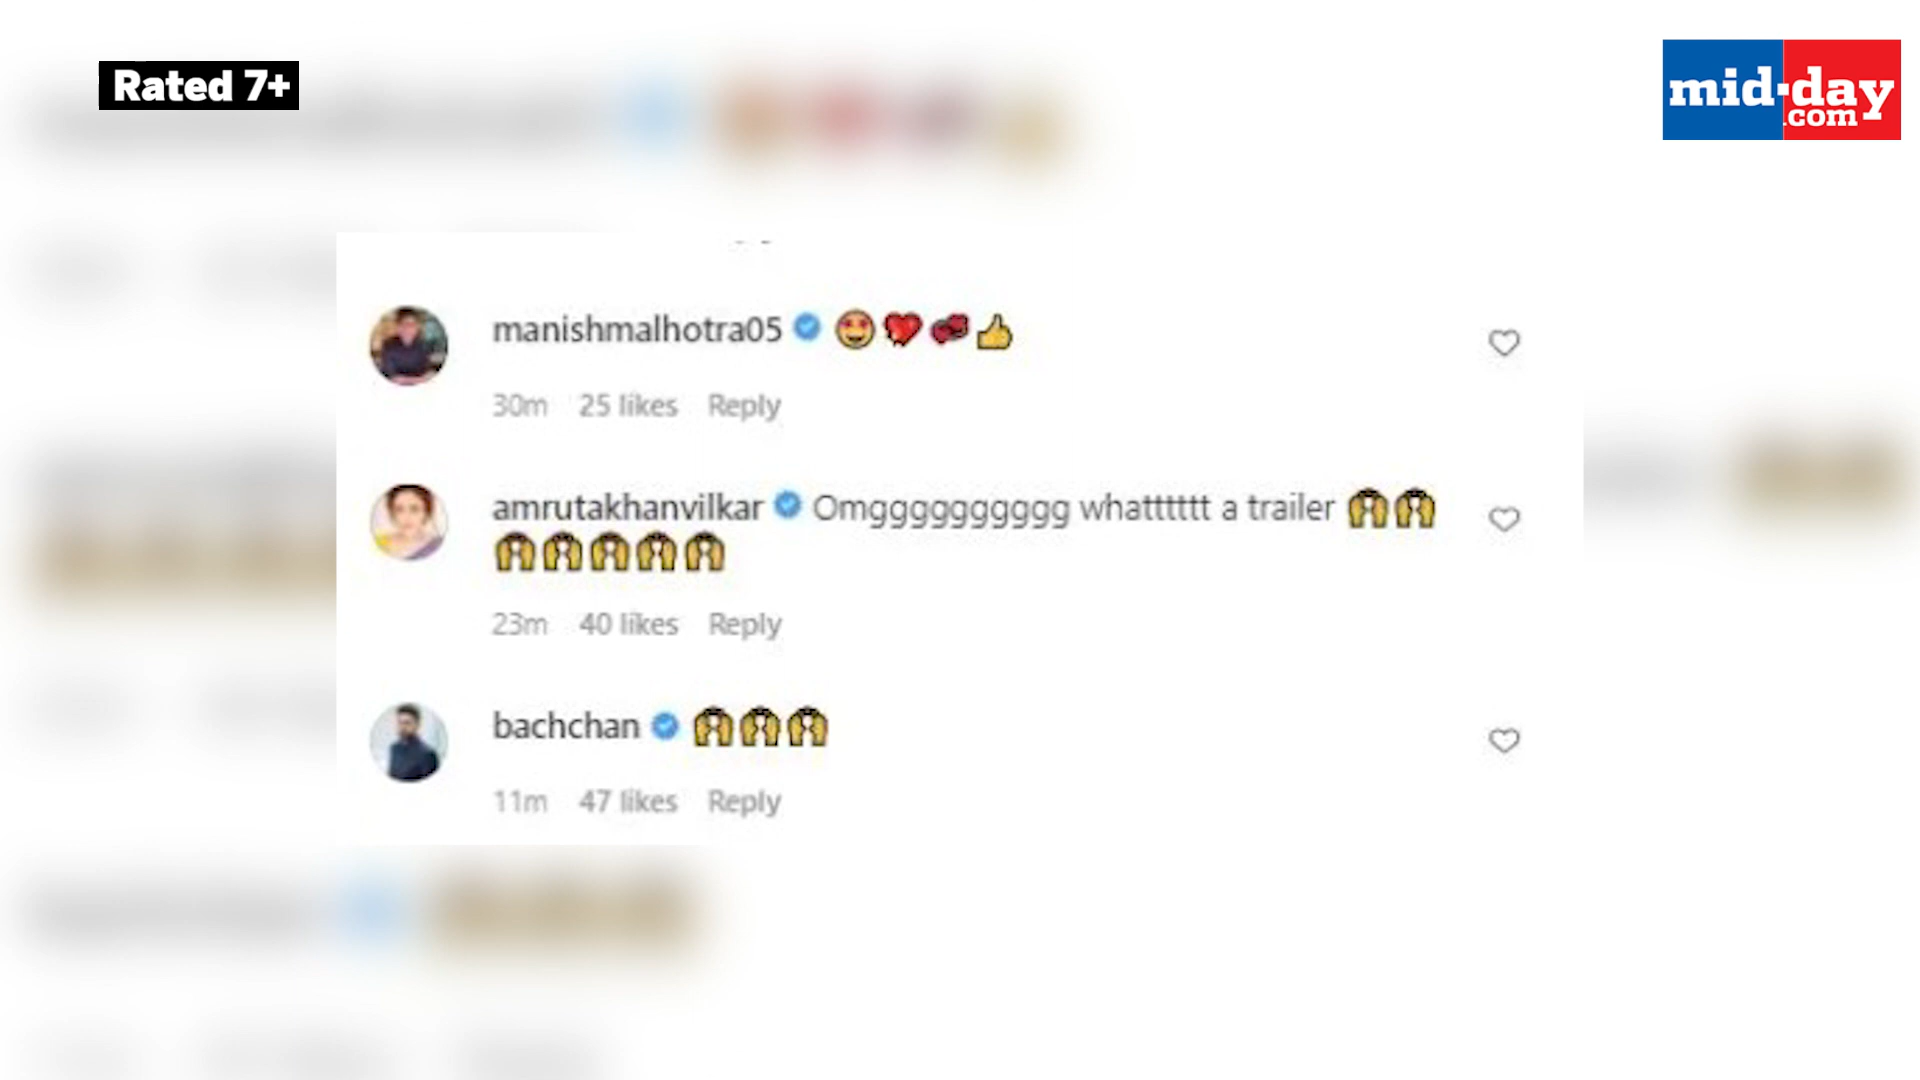 Rated 7+
mid-day
.com
manishmalhotra05 😍❤️💕👍
30m 25 likes Reply
amrutakhanvilkar Omgggggggggg whatttttt a trailer 🙌🙌
🙌🙌🙌🙌🙌
23m 40 likes Reply
bachchan 🙌🙌🙌
11m 47 likes Reply